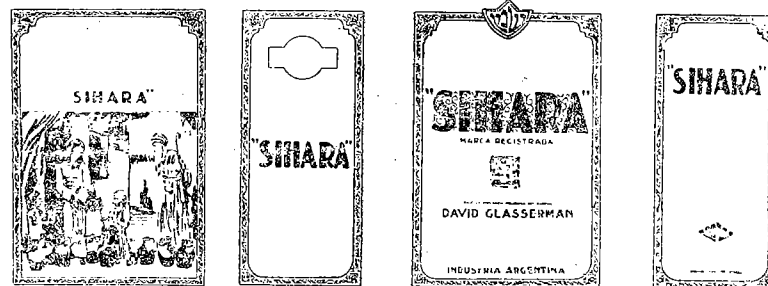 SIHARA"
"SIHARA"
"SIHARA"
MARCA REGISTRADA
DAVID GLASSERMAN
INDUSTRIA ARGENTINA
"SIHARA"